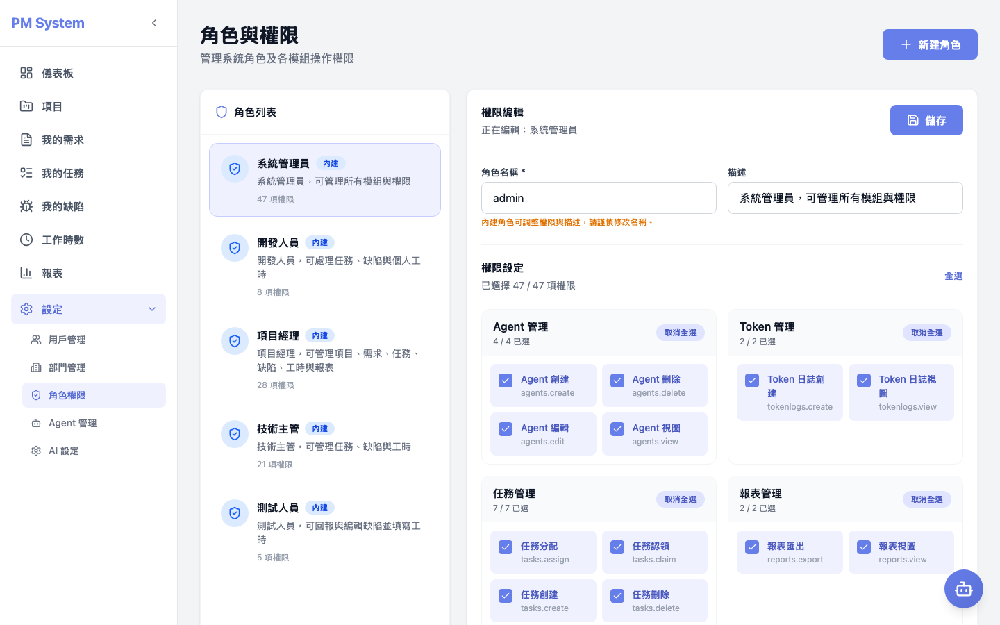 PM System
儀表板
項目
我的需求
我的任務
我的缺陷
工作時數
報表
設定
用戶管理
部門管理
角色權限
Agent 管理
AI 設定
角色與權限
管理系統角色及各模組操作權限
新建角色
角色列表
系統管理員 內建
系統管理員，可管理所有模組與權限
47 項權限
開發人員 內建
開發人員，可處理任務、缺陷與個人工
時
8 項權限
項目經理 內建
項目經理，可管理項目、需求、任務、
缺陷、工時與報表
28 項權限
技術主管 內建
技術主管，可管理任務、缺陷與工時
21 項權限
測試人員 內建
測試人員，可回報與編輯缺陷並填寫工
時
5 項權限
權限編輯
正在編輯：系統管理員
儲存
角色名稱 *
admin
內建角色可調整權限與描述，請謹慎修改名稱。
描述
系統管理員，可管理所有模組與權限
權限設定
已選擇 47 / 47 項權限
全選
Agent 管理
4 / 4 已選
取消全選
Agent 創建
agents.create
Agent 刪除
agents.delete
Agent 編輯
agents.edit
Agent 視圖
agents.view
Token 管理
2 / 2 已選
取消全選
Token 日誌創
建
tokenlogs.create
Token 日誌視
圖
tokenlogs.view
任務管理
7 / 7 已選
取消全選
任務分配
tasks.assign
任務認領
tasks.claim
任務創建
tasks.create
任務刪除
tasks.delete
報表管理
2 / 2 已選
取消全選
報表匯出
reports.export
報表視圖
reports.view